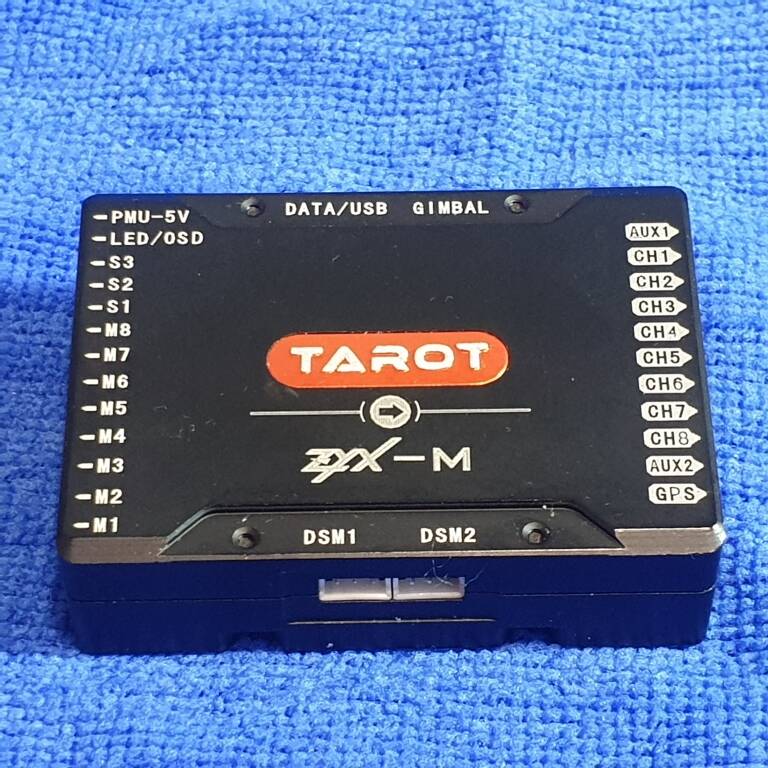 DATA/USB GIMBAL
PMU-5V
LED/OSD
S3
S2
S1
M8
M7
M6
M5
M4
M3
M2
M1
AUX1
CH1
CH2
CH3
CH4
CH5
CH6
CH7
CH8
AUX2
GPS
TAROT
ZYX-M
DSM1 DSM2